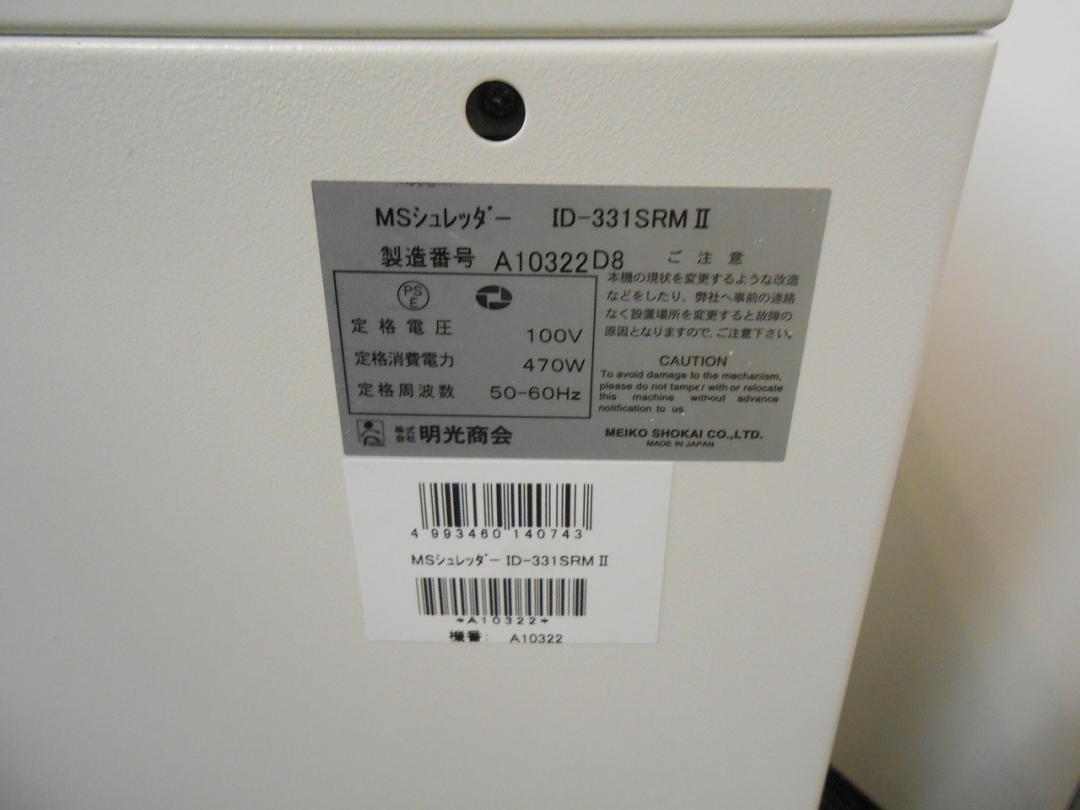 MSシュレッダー ID-331SRMⅡ
製造番号 A10322D8
PS
E
定格電圧 100V
定格消費電力 470W
定格周波数 50-60Hz
株式
会社 明光商会
ご注意
本機の現状を変更するような改造
などをしたり、弊社へ事前の連絡
なく設置場所を変更すると故障の
原因となりますので、ご注意下さい。
CAUTION
To avoid damage to the mechanism,
please do not tamper with or relocate
this machine without advance
notification to us.
MEIKO SHOKAI CO.,LTD.
MADE IN JAPAN
4 993460 140743
MSシュレッダー ID-331SRMⅡ
*A10322*
機番: A10322